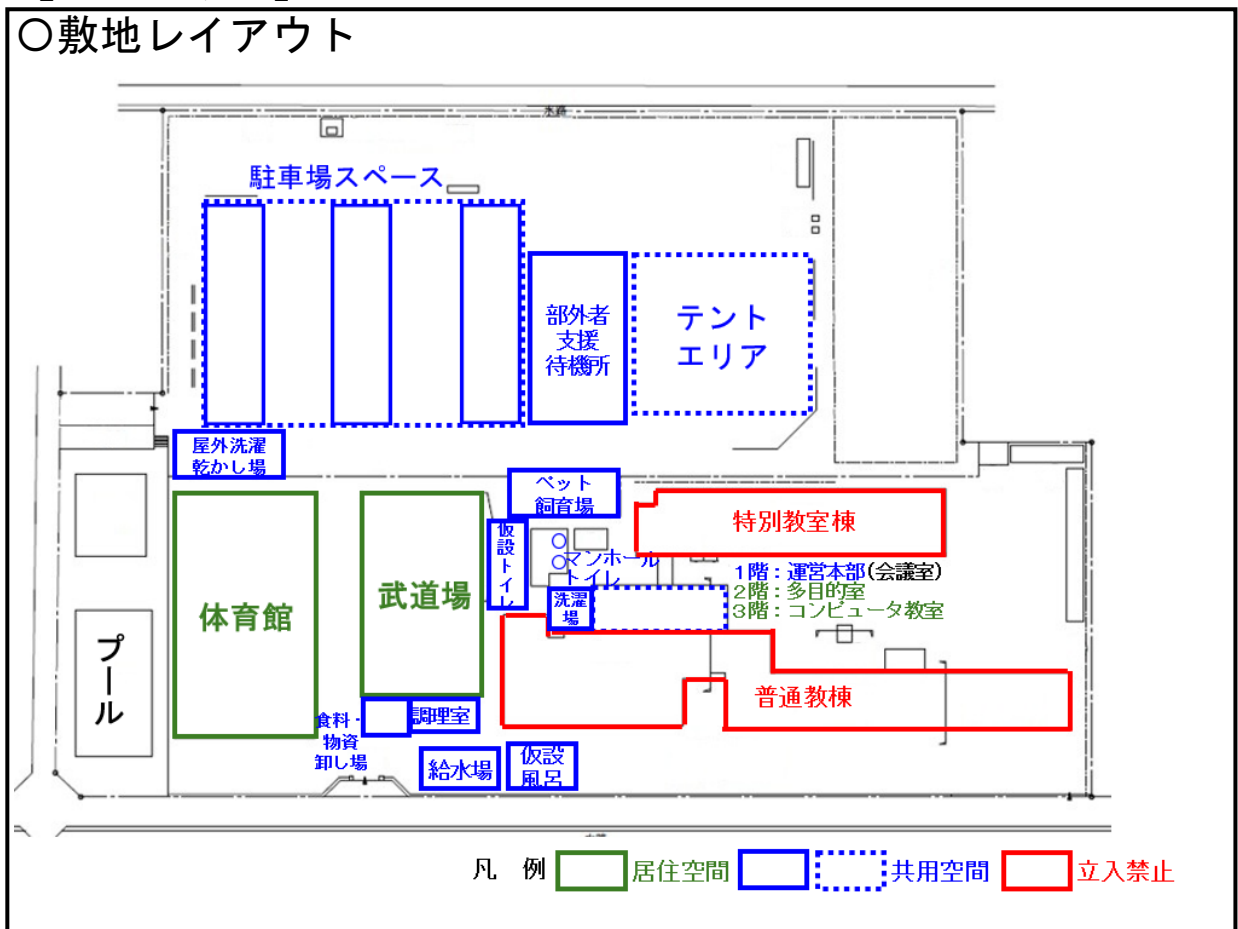 ○敷地レイアウト
水路
駐車場スペース
部外者
支援
待機所
テント
エリア
屋外洗濯
乾かし場
ペット
飼育場
仮設トイレ
マンホール
トイレ
特別教室棟
1階：運営本部(会議室)
2階：多目的室
3階：コンピュータ教室
洗濯
場
体育館
武道場
プール
普通教棟
食料・
物資
卸し場
調理室
給水場
仮設
風呂
凡 例
居住空間
共用空間
立入禁止